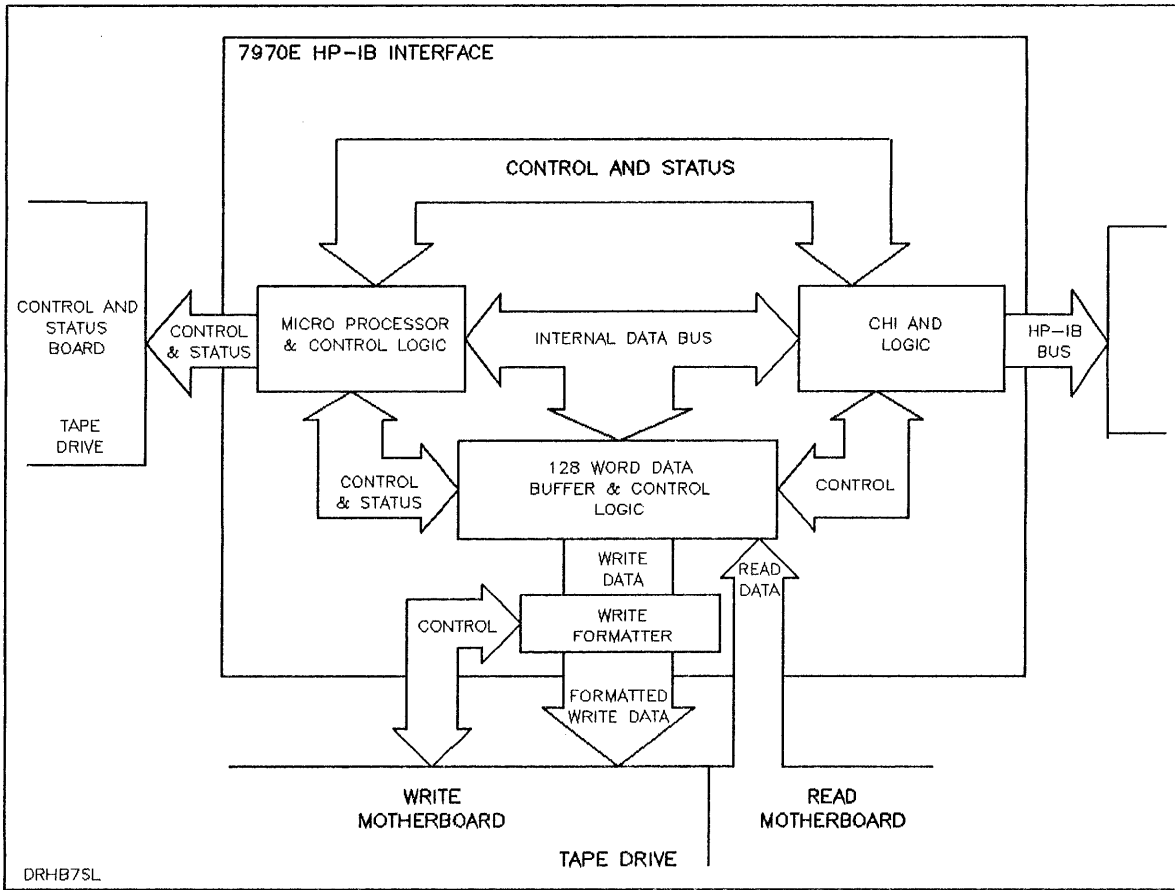 7970E HP-IB INTERFACE
CONTROL AND STATUS
CONTROL AND
STATUS
BOARD
TAPE
DRIVE
CONTROL
& STATUS
MICRO PROCESSOR
& CONTROL LOGIC
INTERNAL DATA BUS
CHI AND
LOGIC
HP-IB
BUS
CONTROL
& STATUS
128 WORD DATA
BUFFER & CONTROL
LOGIC
CONTROL
WRITE
DATA
READ
DATA
CONTROL
WRITE
FORMATTER
FORMATTED
WRITE DATA
WRITE
MOTHERBOARD
READ
MOTHERBOARD
TAPE DRIVE
DRHB7SL